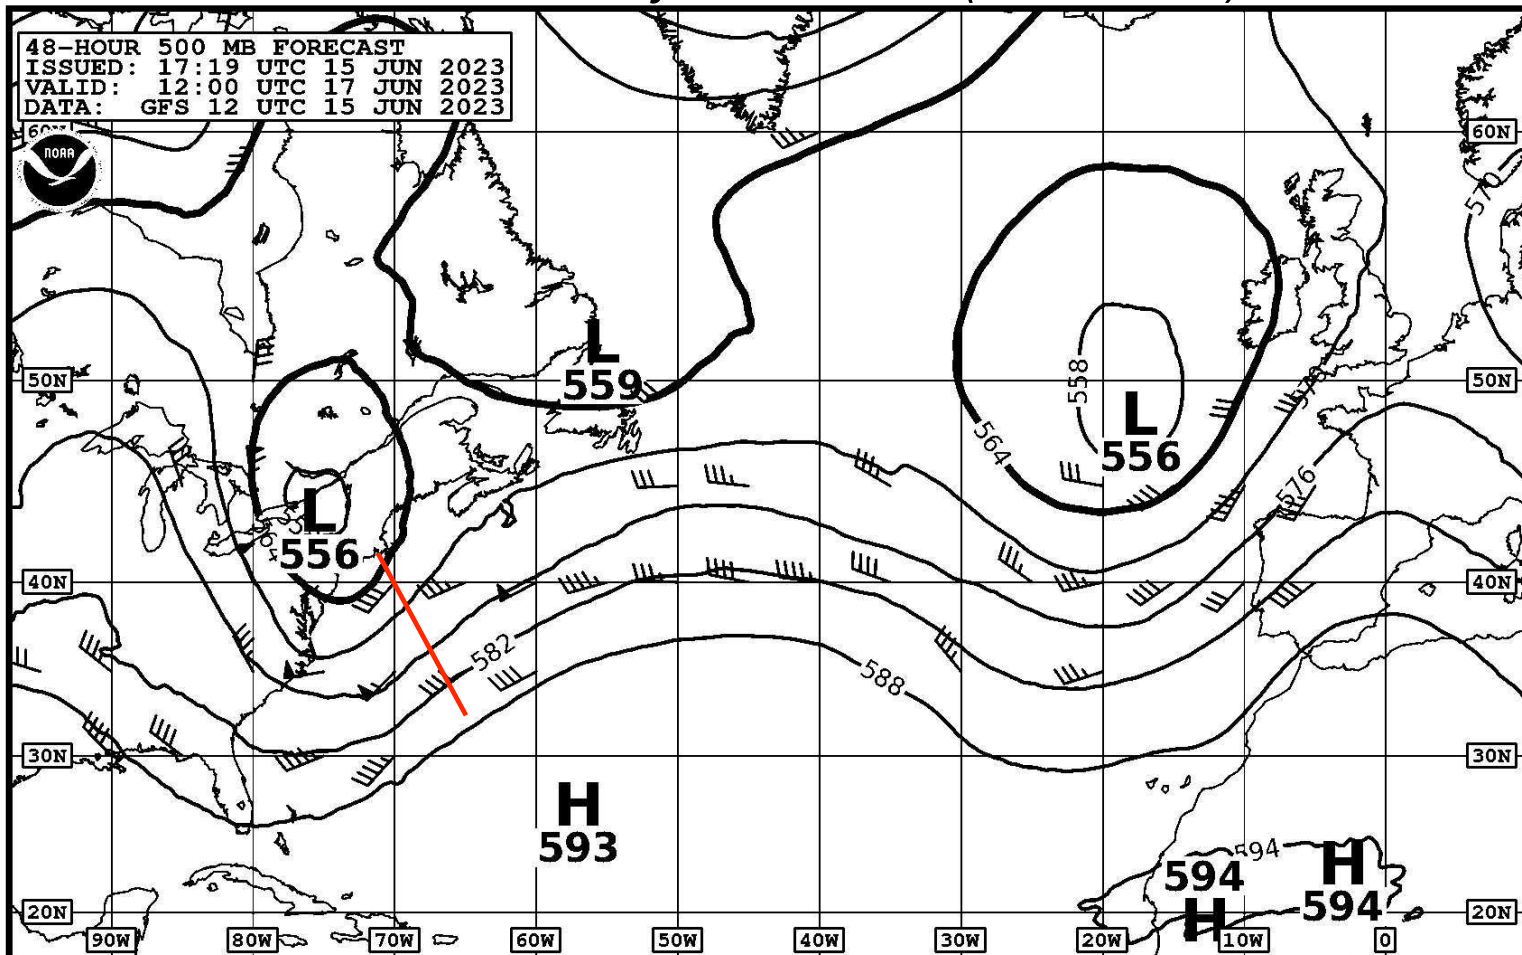 48-HOUR 500 MB FORECAST
ISSUED: 17:19 UTC 15 JUN 2023
VALID: 12:00 UTC 17 JUN 2023
DATA: GFS 12 UTC 15 JUN 2023
60N
NOAA
60N
570
L
559
50N
558
50N
L
556
564
576
L
556
40N
40N
582
588
30N
30N
H
593
594
H
594
594
H
20N
20N
90W
80W
70W
60W
50W
40W
30W
20W
10W
0